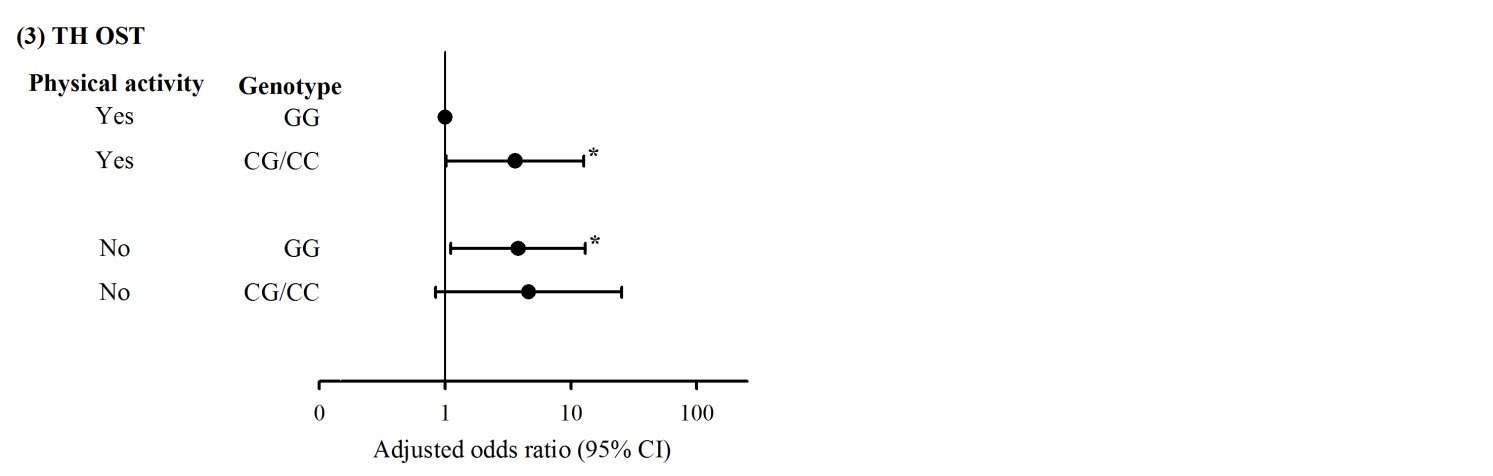 (3) TH OST
Physical activity Genotype
Yes GG
Yes CG/CC *
No GG *
No CG/CC
0 1 10 100
Adjusted odds ratio (95% CI)